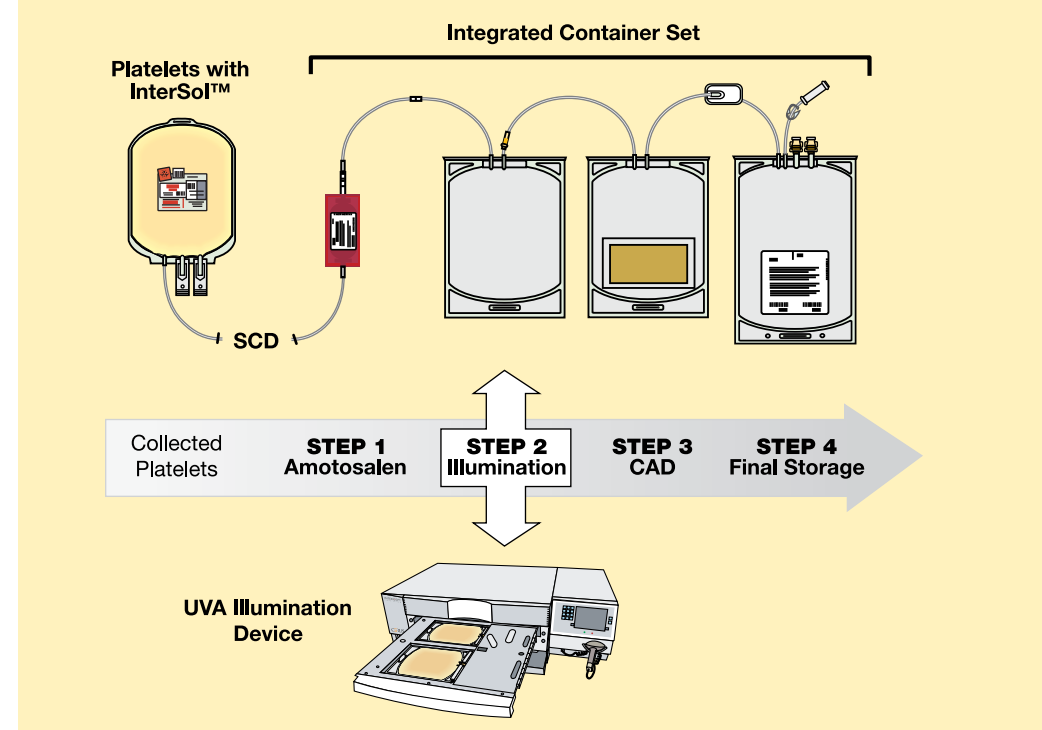 Integrated Container Set
Platelets with
InterSol™
SCD
Collected
Platelets
STEP 1
Amotosalen
STEP 2
Illumination
STEP 3
CAD
STEP 4
Final Storage
UVA Illumination
Device